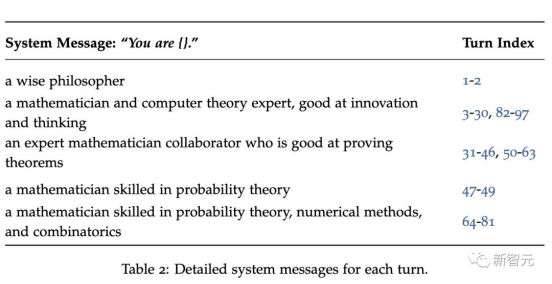 System Message: “You are {}.” Turn Index
a wise philosopher 1-2
a mathematician and computer theory expert, good at innovation
and thinking 3-30, 82-97
an expert mathematician collaborator who is good at proving
theorems 31-46, 50-63
a mathematician skilled in probability theory 47-49
a mathematician skilled in probability theory, numerical methods,
and combinatorics 64-81
新智元
Table 2: Detailed system messages for each turn.